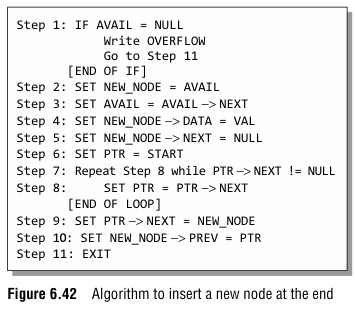 Step 1: IF AVAIL = NULL
Write OVERFLOW
Go to Step 11
[END OF IF]
Step 2: SET NEW_NODE = AVAIL
Step 3: SET AVAIL = AVAIL->NEXT
Step 4: SET NEW_NODE->DATA = VAL
Step 5: SET NEW_NODE->NEXT = NULL
Step 6: SET PTR = START
Step 7: Repeat Step 8 while PTR->NEXT != NULL
Step 8: SET PTR = PTR->NEXT
[END OF LOOP]
Step 9: SET PTR->NEXT = NEW_NODE
Step 10: SET NEW_NODE->PREV = PTR
Step 11: EXIT
Figure 6.42 Algorithm to insert a new node at the end